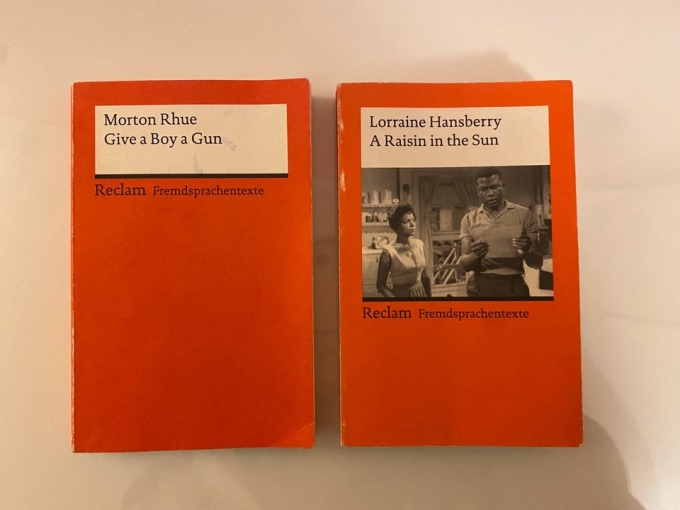 Morton Rhue
Give a Boy a Gun
Reclam Fremdsprachentexte
Lorraine Hansberry
A Raisin in the Sun
Reclam Fremdsprachentexte